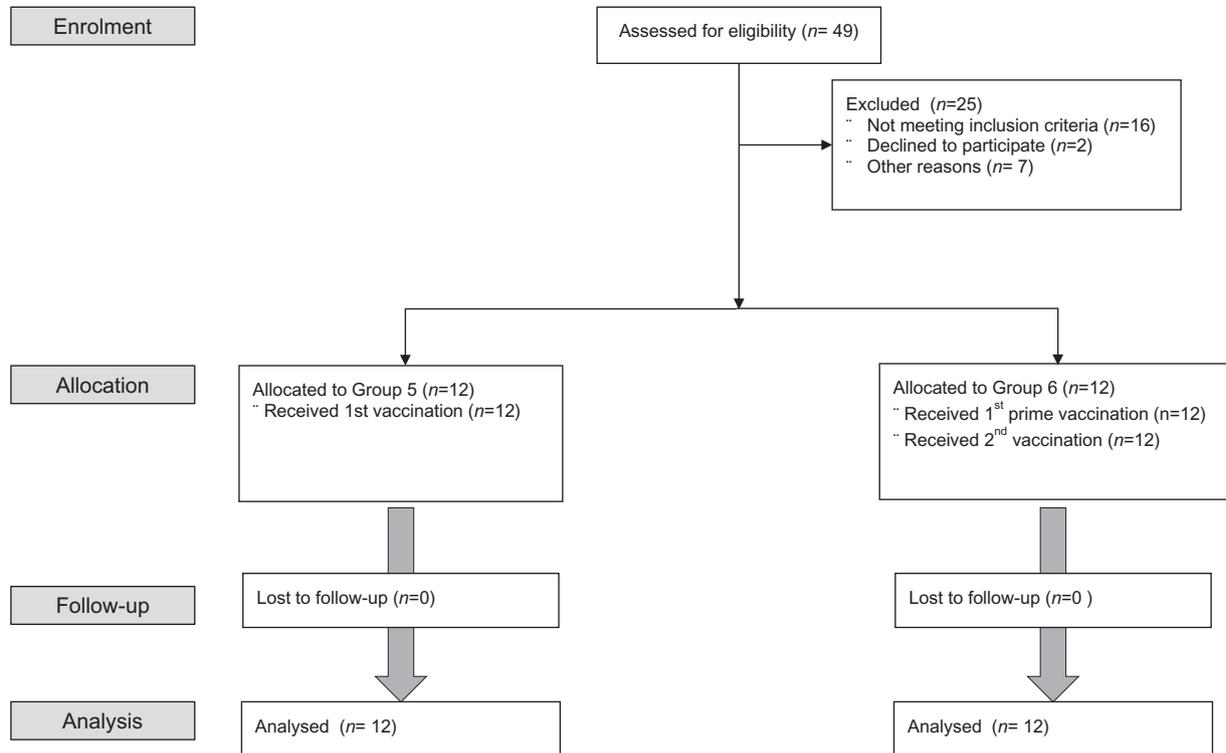 Enrolment
Assessed for eligibility (n= 49)
Excluded (n=25)
¨ Not meeting inclusion criteria (n=16)
¨ Declined to participate (n=2)
¨ Other reasons (n= 7)
Allocation
Allocated to Group 5 (n=12)
¨ Received 1st vaccination (n=12)
Allocated to Group 6 (n=12)
¨ Received 1st prime vaccination (n=12)
¨ Received 2nd vaccination (n=12)
Follow-up
Lost to follow-up (n=0)
Lost to follow-up (n=0 )
Analysis
Analysed (n= 12)
Analysed (n= 12)